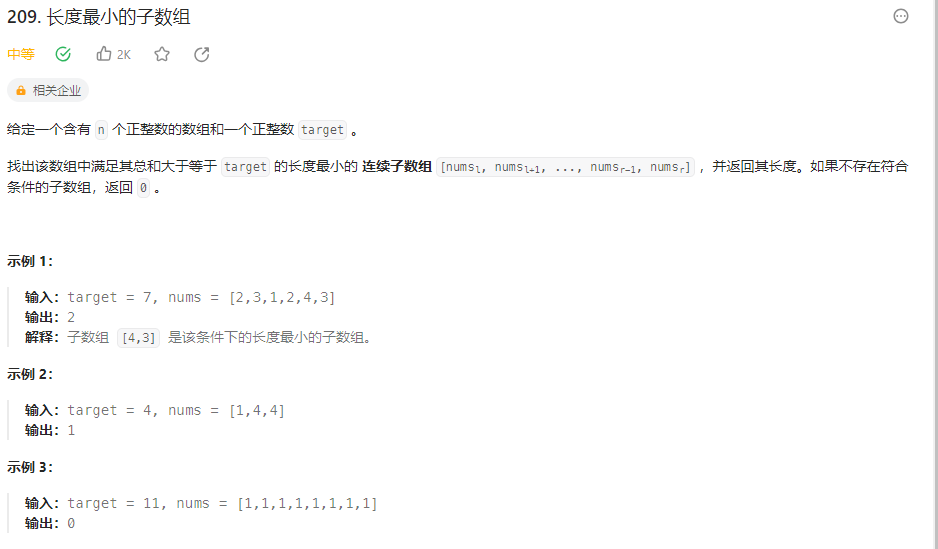 209. 长度最小的子数组
中等 2K
相关企业
给定一个含有 n 个正整数的数组和一个正整数 target 。
找出该数组中满足其总和大于等于 target 的长度最小的 连续子数组 [numsl, numsl+1, ..., numsr-1, numsr] ，并返回其长度。如果不存在符合
条件的子数组，返回 0 。
示例 1：
输入：target = 7, nums = [2,3,1,2,4,3]
输出：2
解释：子数组 [4,3] 是该条件下的长度最小的子数组。
示例 2：
输入：target = 4, nums = [1,4,4]
输出：1
示例 3：
输入：target = 11, nums = [1,1,1,1,1,1,1,1]
输出：0